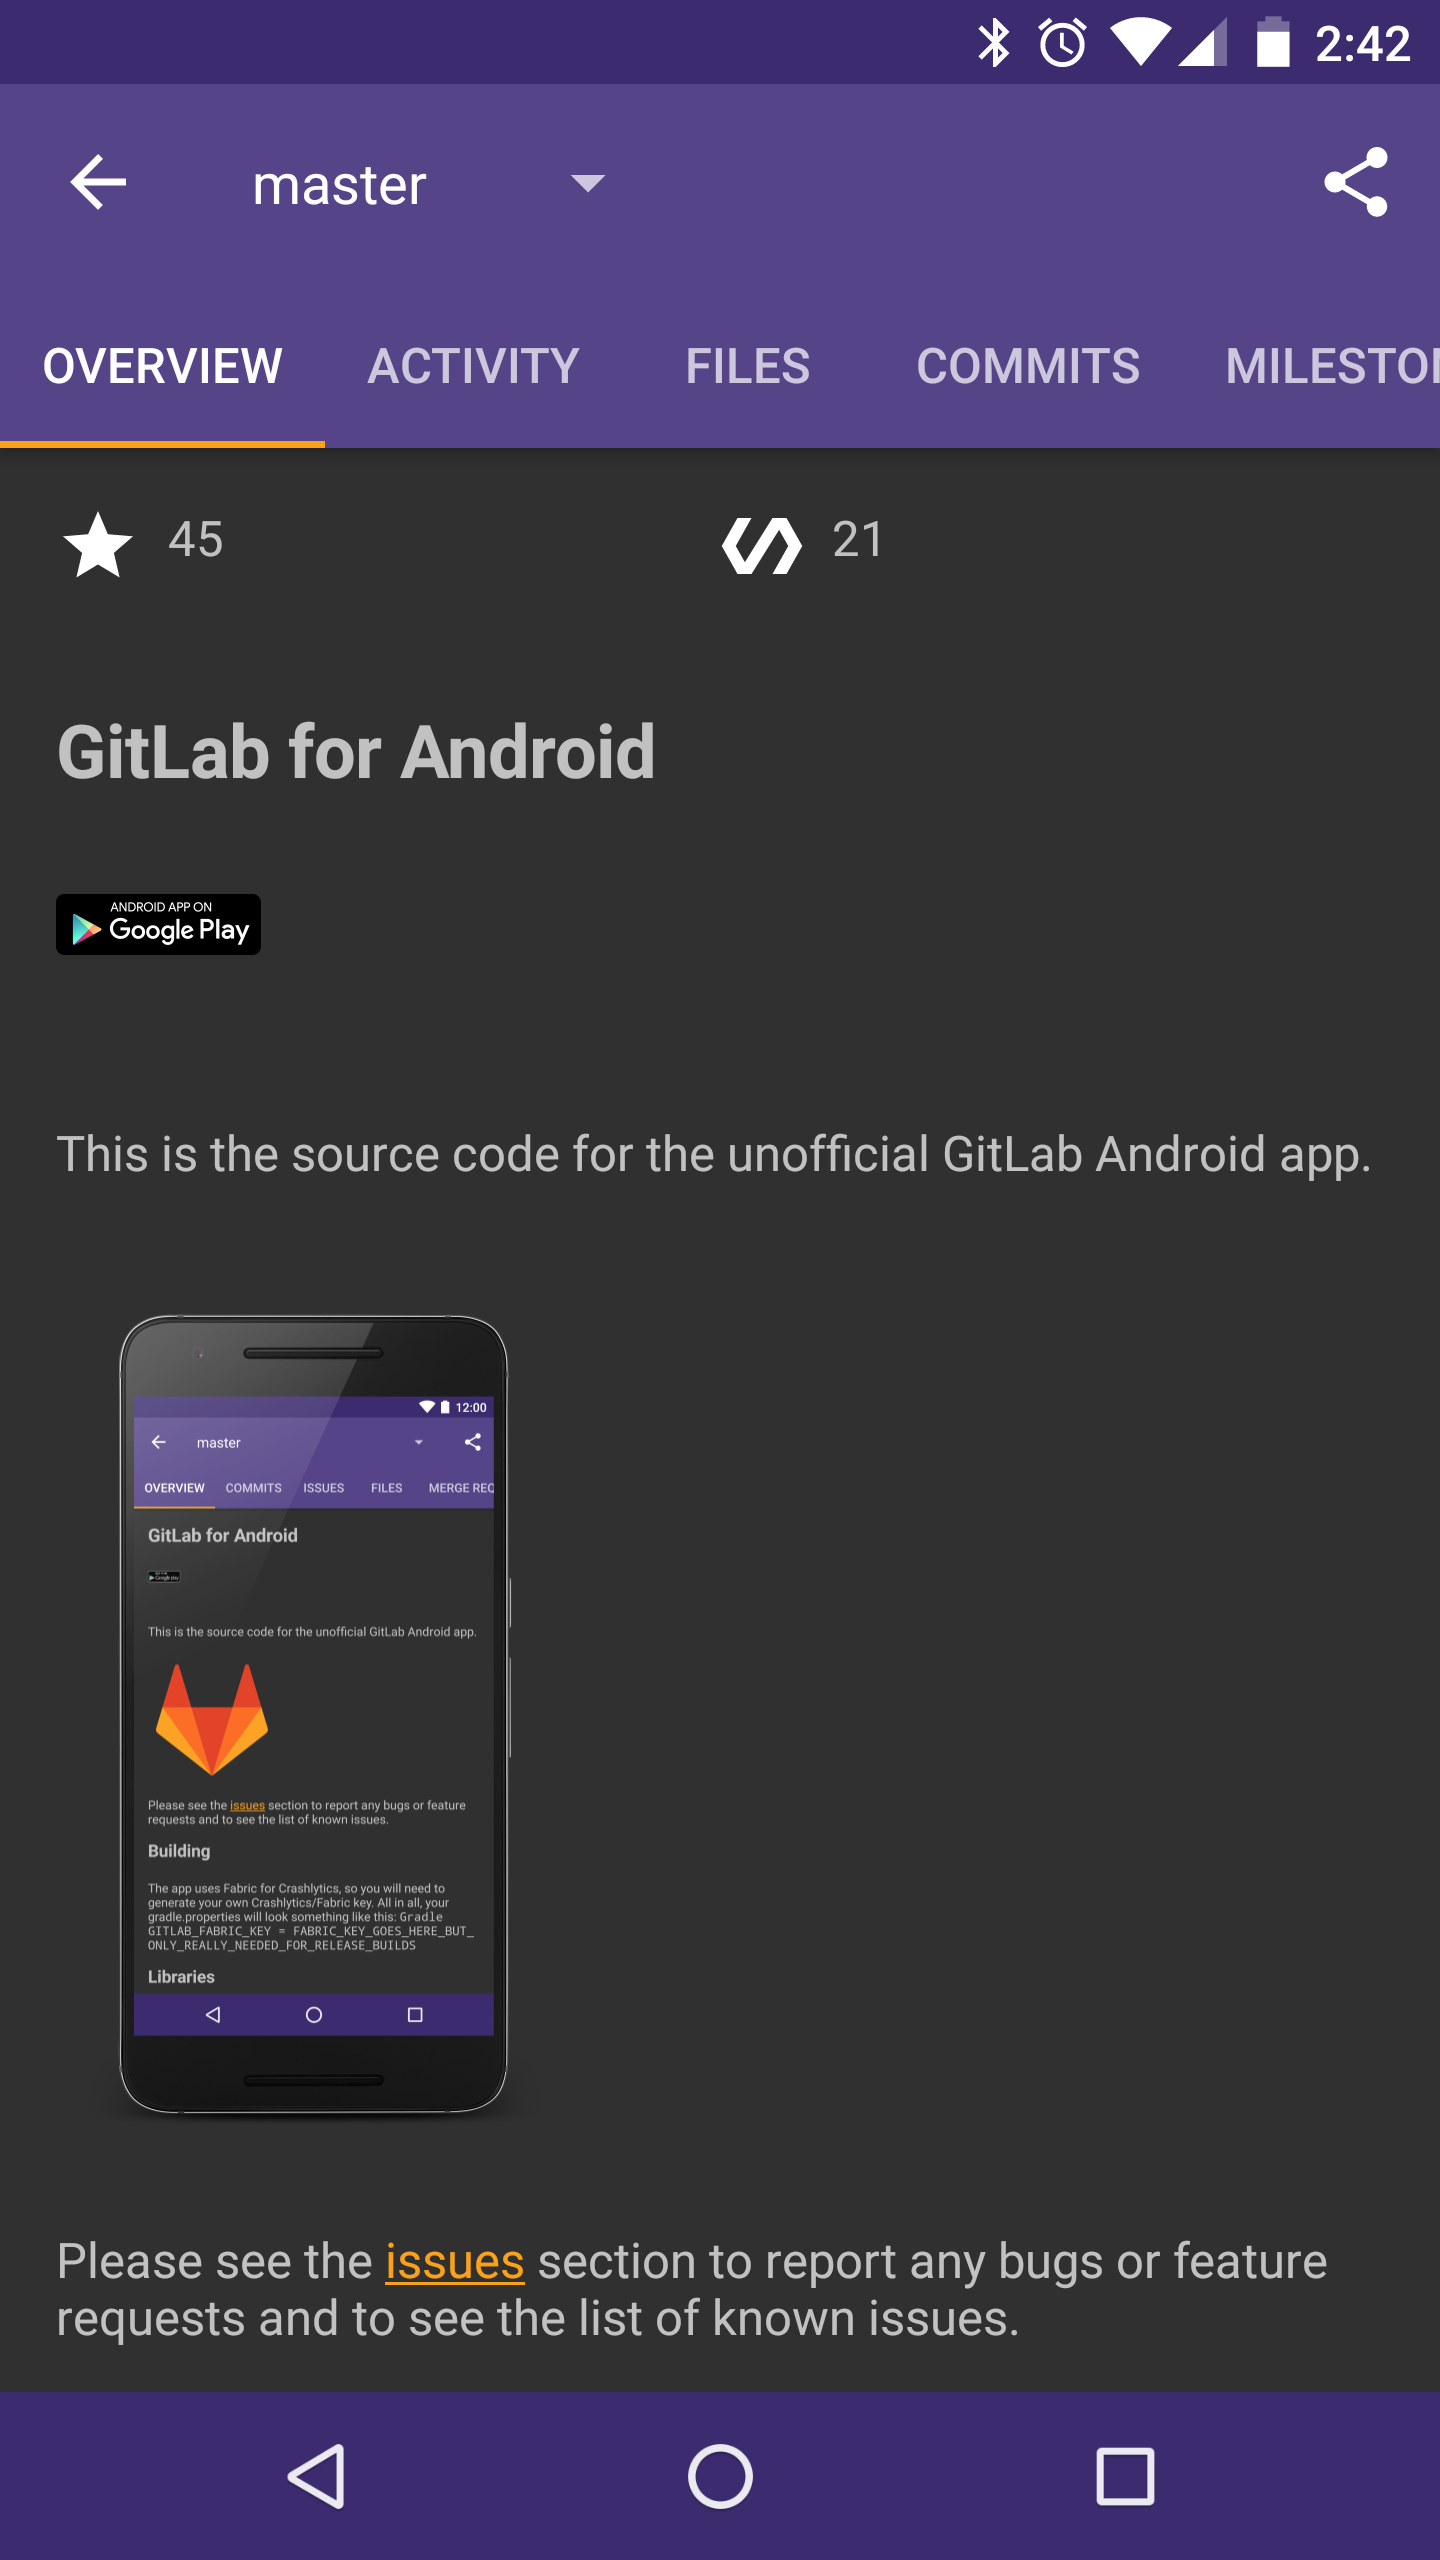 2:42
master
OVERVIEW ACTIVITY FILES COMMITS MILESTO
45 21
GitLab for Android
ANDROID APP ON
Google Play
This is the source code for the unofficial GitLab Android app.
12:00
master
OVERVIEW COMMITS ISSUES FILES MERGE REQ
GitLab for Android
Google play
This is the source code for the unofficial GitLab Android app.
Please see the issues section to report any bugs or feature
requests and to see the list of known issues.
Building
The app uses Fabric for Crashlytics, so you will need to
generate your own Crashlytics/Fabric key. All in all, your
gradle.properties will look something like this: Gradle
GITLAB_FABRIC_KEY = FABRIC_KEY_GOES_HERE_BUT_
ONLY_REALLY_NEEDED_FOR_RELEASE_BUILDS
Libraries
Please see the issues section to report any bugs or feature
requests and to see the list of known issues.